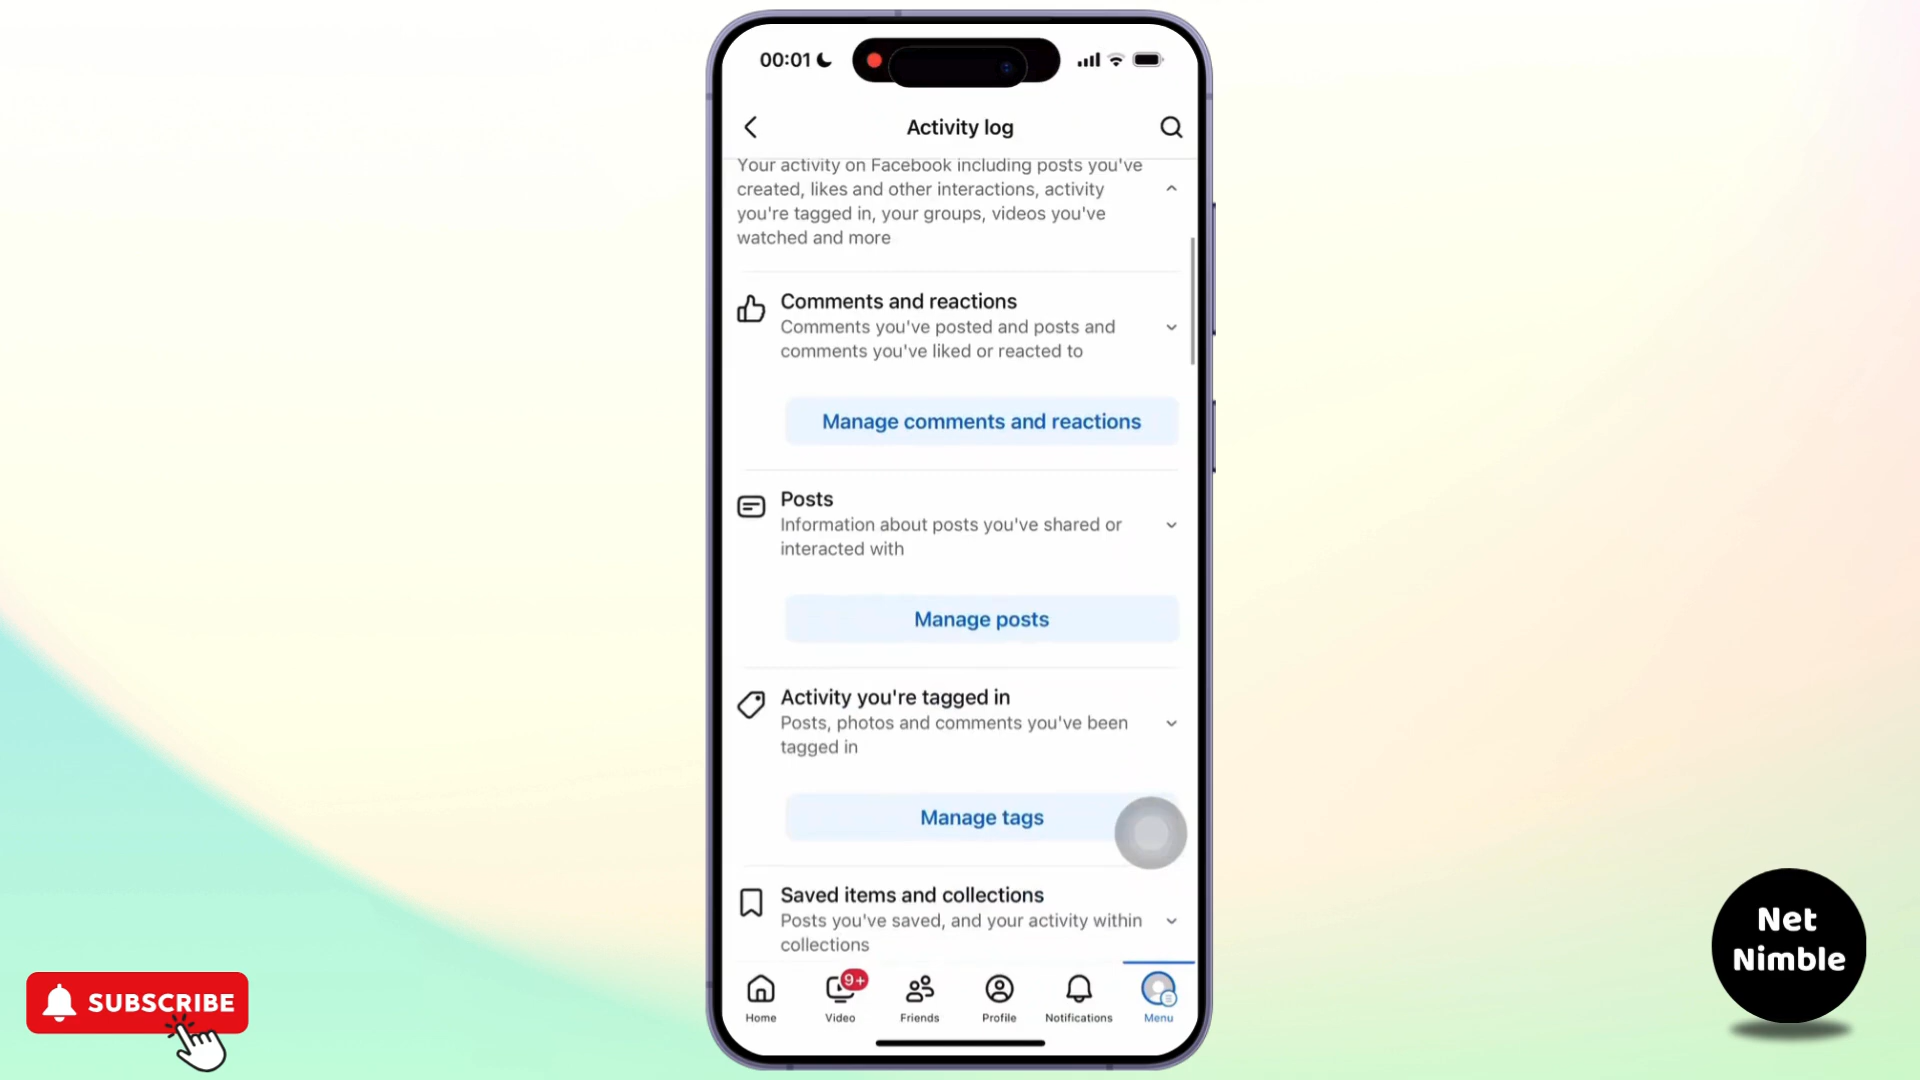 00:01
Activity log
Your activity on Facebook including posts you've
created, likes and other interactions, activity
you're tagged in, your groups, videos you've
watched and more
Comments and reactions
Comments you've posted and posts and
comments you've liked or reacted to
Manage comments and reactions
Posts
Information about posts you've shared or
interacted with
Manage posts
Activity you're tagged in
Posts, photos and comments you've been
tagged in
Manage tags
Saved items and collections
Posts you've saved, and your activity within
collections
9+
Home
Video
Friends
Profile
Notifications
Menu
SUBSCRIBE
Net
Nimble